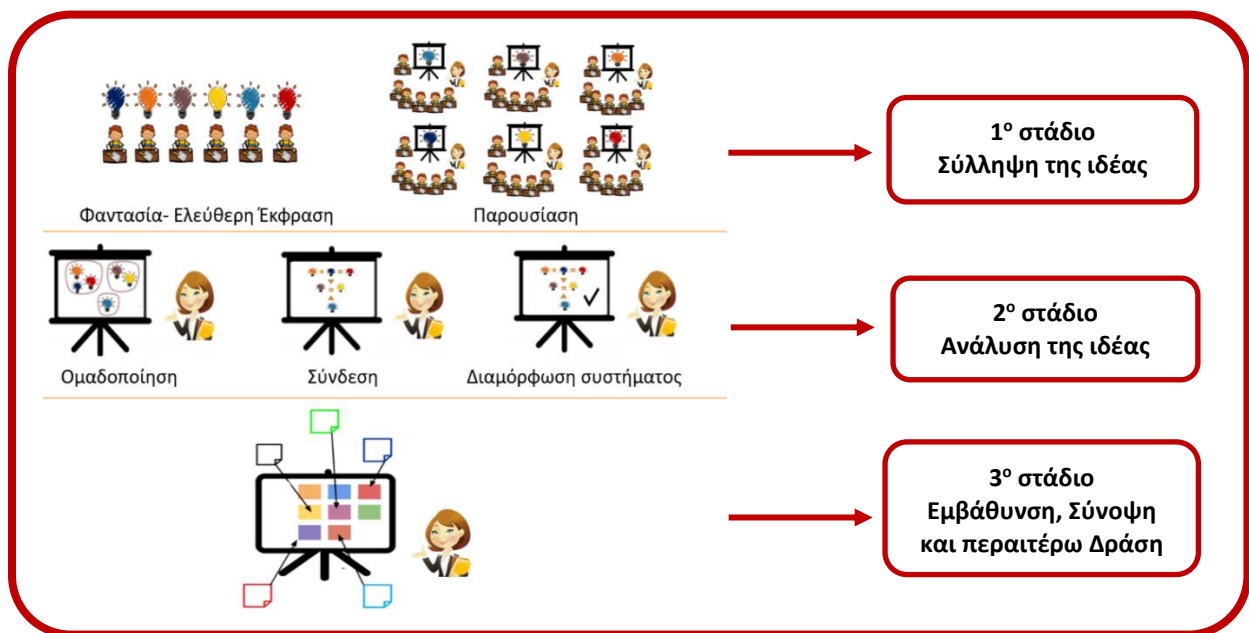 Φαντασία- Ελεύθερη Έκφραση
Παρουσίαση
1ο στάδιο
Σύλληψη της ιδέας
Ομαδοποίηση
Σύνδεση
Διαμόρφωση συστήματος
2ο στάδιο
Ανάλυση της ιδέας
3ο στάδιο
Εμβάθυνση, Σύνοψη
και περαιτέρω Δράση